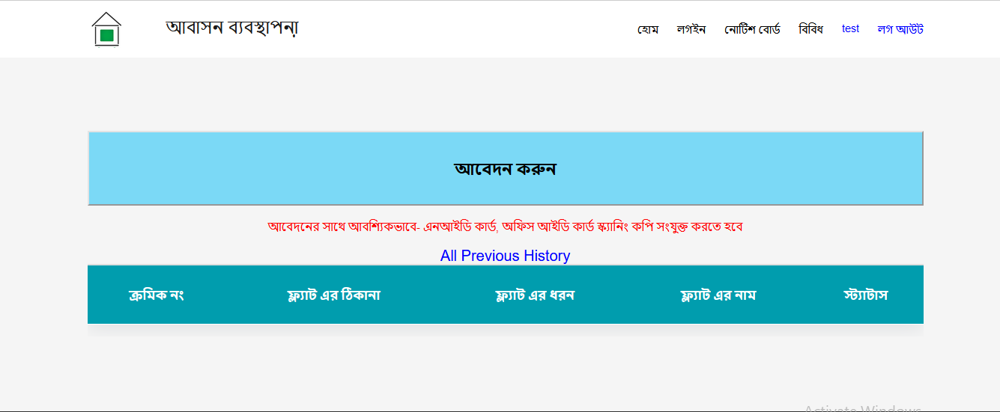 আবাসন ব্যবস্থাপনা
হোম লগইন নোটিশ বোর্ড বিবিধ test লগ আউট
আবেদন করুন
আবেদনের সাথে আবশ্যিকভাবে- এনআইডি কার্ড, অফিস আইডি কার্ড স্ক্যানিং কপি সংযুক্ত করতে হবে
All Previous History
ক্রমিক নং ফ্ল্যাট এর ঠিকানা ফ্ল্যাট এর ধরন ফ্ল্যাট এর নাম স্ট্যাটাস
Activate Windows